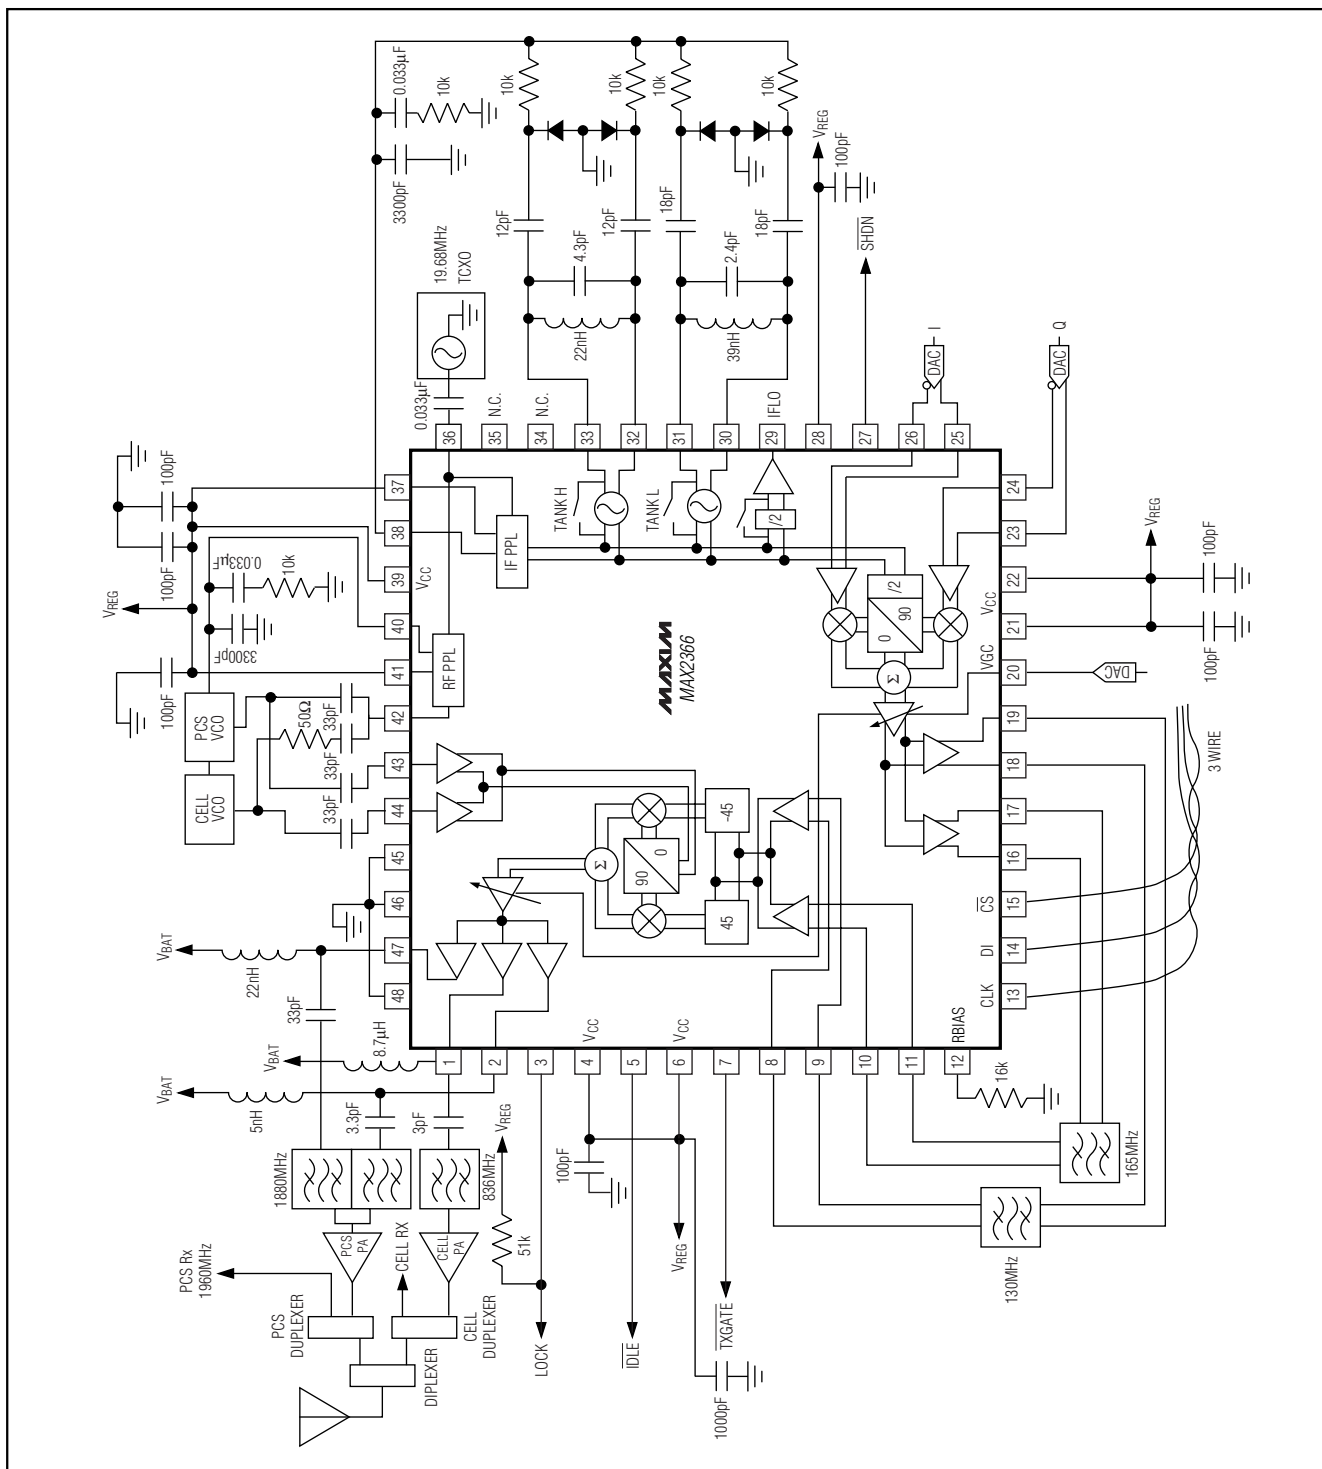 0.033µF
10k
3300pF
10k
10k
10k
10k
12pF
12pF
18pF
18pF
4.3pF
2.4pF
22nH
39nH
VREG
100pF
SHDN
19.68MHz
TCXO
0.033µF
N.C.
N.C.
IFLO
DAC
I
DAC
Q
36
35
34
33
32
31
30
29
28
27
26
25
100pF
100pF
VREG
0.033µF
10k
3300pF
100pF
PCS
VCO
CELL
VCO
50Ω
33pF
33pF
33pF
33pF
37
38
39
40
41
42
43
44
45
46
47
48
VCC
RF PPL
IF PPL
TANK H
TANK L
/2
/2
90
0
Σ
MAXIM
MAX2366
VCC
VGC
24
23
22
21
20
19
18
17
16
15
14
13
VREG
100pF
100pF
DAC
3 WIRE
-45
45
0
90
Σ
CS
DI
CLK
RBIAS
VCC
VCC
1
2
3
4
5
6
7
8
9
10
11
12
VBAT
22nH
33pF
VBAT
8.7µH
VBAT
5nH
3.3pF
3pF
1880MHz
836MHz
PCS
PA
CELL
PA
PCS Rx
1960MHz
CELL RX
PCS
DUPLEXER
CELL
DUPLEXER
DIPLEXER
VREG
51k
LOCK
100pF
IDLE
VREG
TXGATE
1000pF
16k
165MHz
130MHz